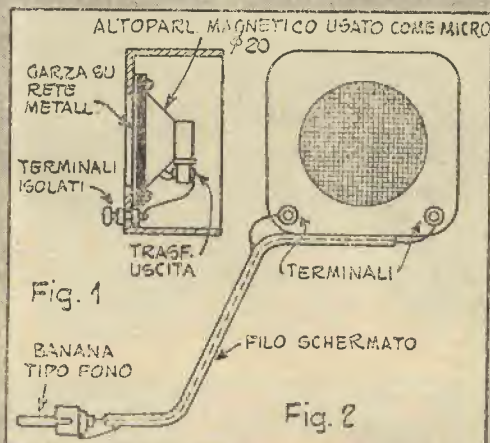 ALTOPARL. MAGNETICO USATO COME MICRO
φ20
GARZA SU
RETE
METALL.
TERMINALI
ISOLATI
TRASF.
USCITA
TERMINALI
Fig. 1
FILO SCHERMATO
BANANA
TIPO FONO
Fig. 2